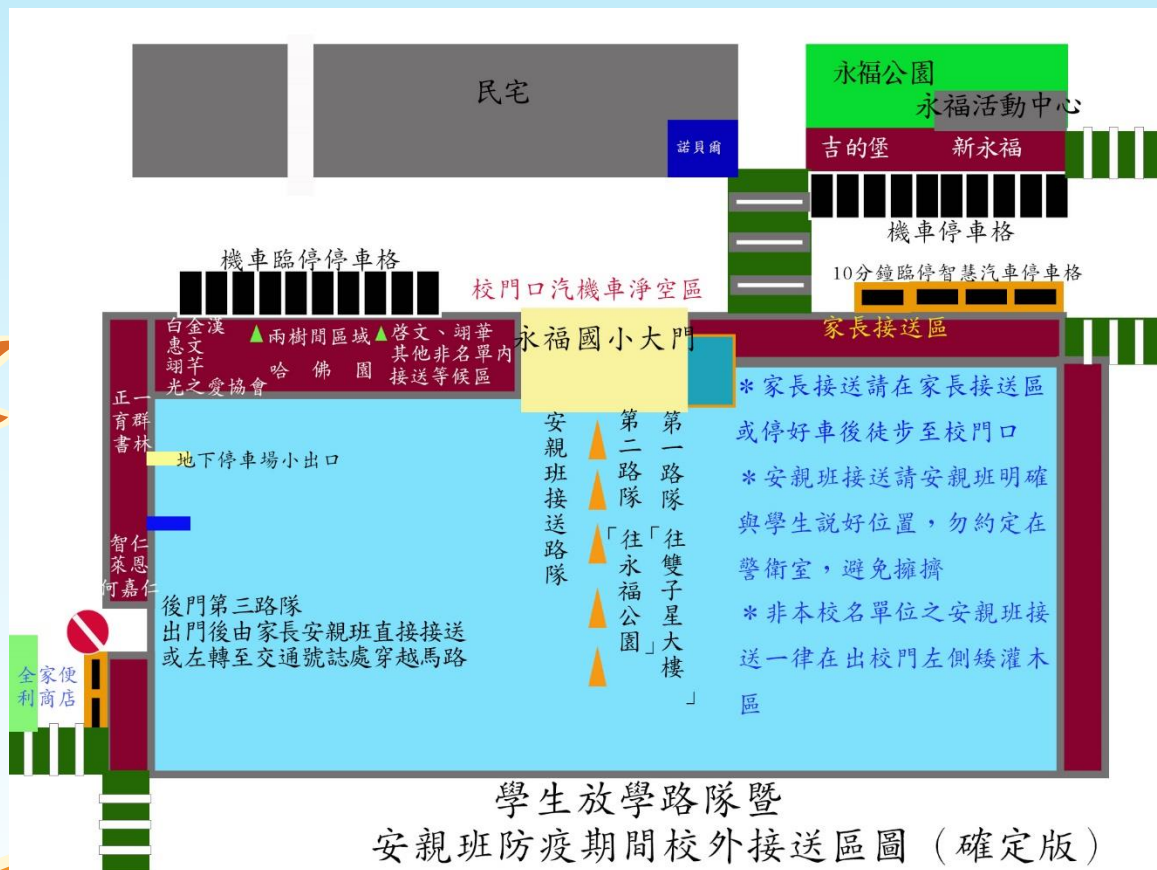 民宅
諾貝爾
永福公園
永福活動中心
吉的堡
新永福
機車停車格
10分鐘臨停智慧汽車停車格
家長接送區
機車臨停停車格
校門口汽機車淨空區
白金漢
惠文
翊芊
光之愛協會
兩樹間區域
哈佛園
啓文、翊華
其他非名單內
接送等候區
永福國小大門
一群林
正育書
地下停車場小出口
仁恩仁
智萊何嘉
後門第三路隊
出門後由家長安親班直接接送
或左轉至交通號誌處穿越馬路
全家便
利商店
安親班接送路隊
第二路隊「往永福公園」
第一路隊「往雙子星大樓」
＊家長接送請在家長接送區
或停好車後徒步至校門口
＊安親班接送請安親班明確
與學生說好位置，勿約定在
警衛室，避免擁擠
＊非本校名單位之安親班接
送一律在出校門左側矮灌木
區
學生放學路隊暨
安親班防疫期間校外接送區圖（確定版）